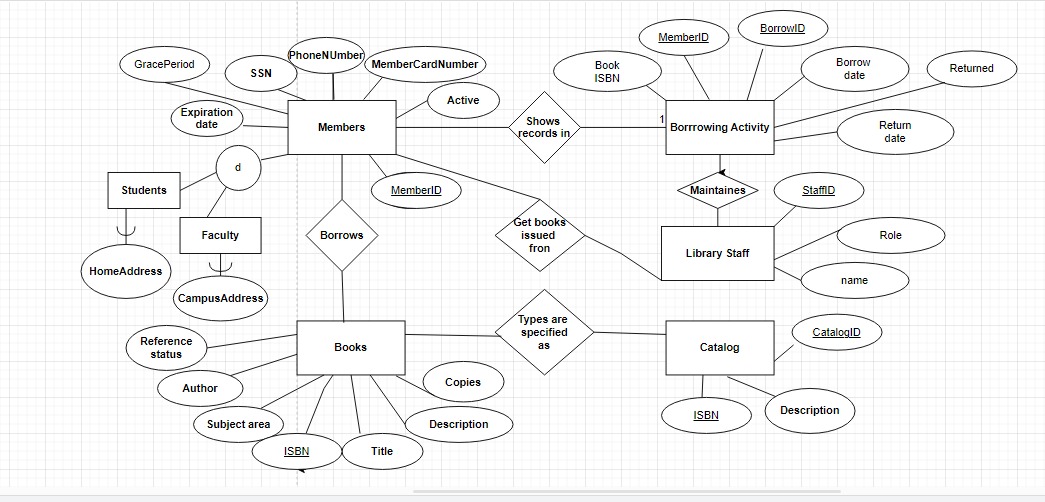 BorrowID
MemberID
PhoneNUmber
GracePeriod
SSN
MemberCardNumber
Book
ISBN
Borrow
date
Returned
Active
Expiration
date
Members
Shows
records in
1
Borrrowing Activity
Return
date
d
Students
MemberID
Maintaines
StaffID
Faculty
Borrows
Get books
issued
fron
Library Staff
Role
HomeAddress
name
CampusAddress
Reference
status
Books
Types are
specified
as
Catalog
CatalogID
Author
Copies
Subject area
Description
ISBN
Description
ISBN
Title